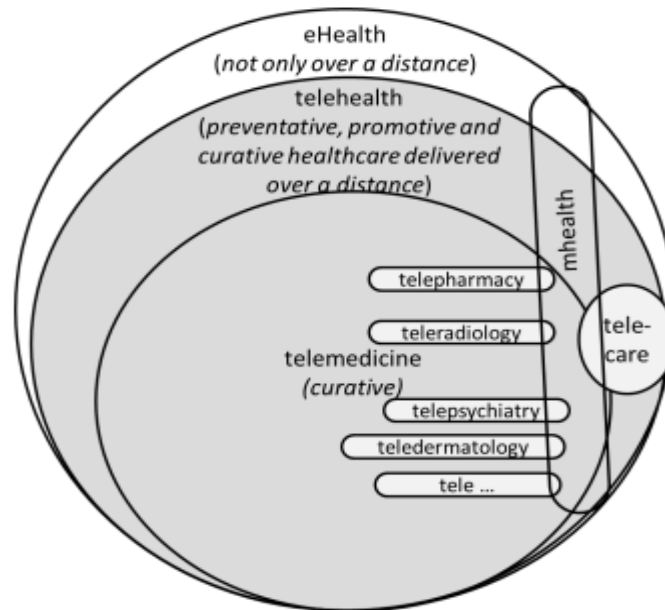 eHealth
(not only over a distance)
telehealth
(preventative, promotive and
curative healthcare delivered
over a distance)
mhealth
telepharmacy
tele-
care
teleradiology
telemedicine
(curative)
telepsychiatry
teledermatology
tele ...